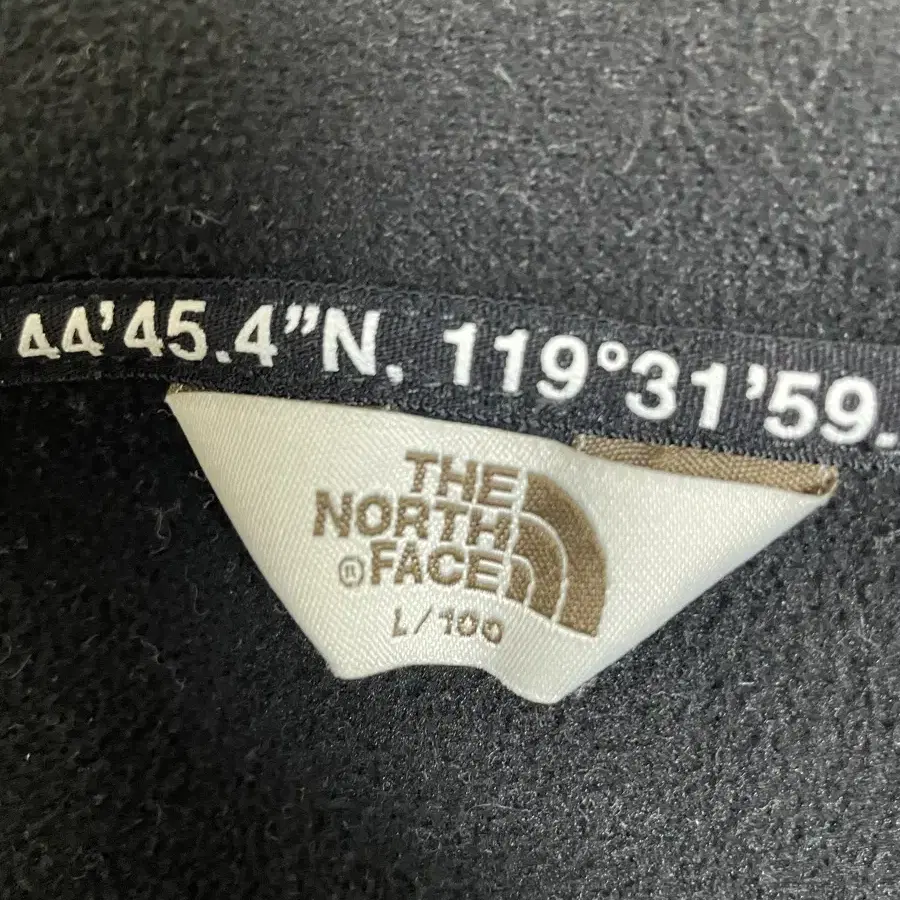 44'45.4"N, 119°31'59.
THE
NORTH
®FACE
L/100